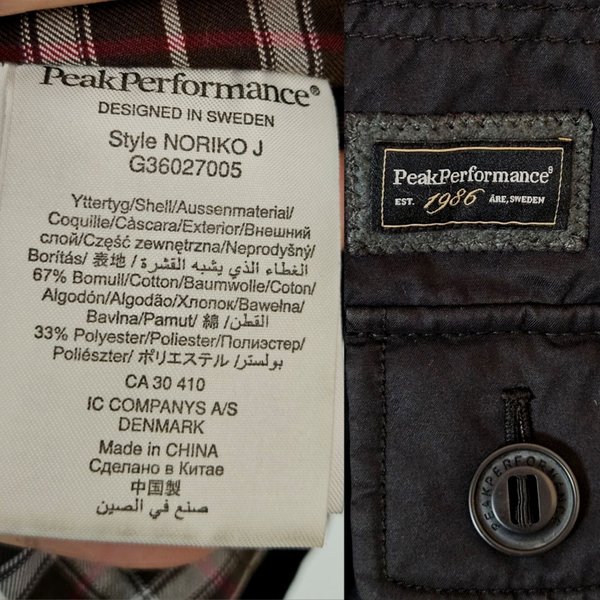 PeakPerformance®
DESIGNED IN SWEDEN
Style NORIKO J
G36027005
Yttertyg/Shell/Aussenmaterial/
Coquille/Càscara/Exterior/Внешний
слой/Część zewnętrzna/Neprodyšný/
Borítás/表地/الغطاء الذي يشبه القشرة
67% Bomull/Cotton/Baumwolle/Coton/
Algodón/Algodão/Хлопок/Bawełna/
Bavlna/Pamut/綿/القطن/
33% Polyester/Poliester/Полиэстер/
Poliészter/ポリエステル/بولستر
CA 30 410
IC COMPANYS A/S
DENMARK
Made in CHINA
Сделано в Китае
中国製
صنع في الصين
PeakPerformance®
EST. 1986 ÅRE, SWEDEN
PEAKPERFORMANCE